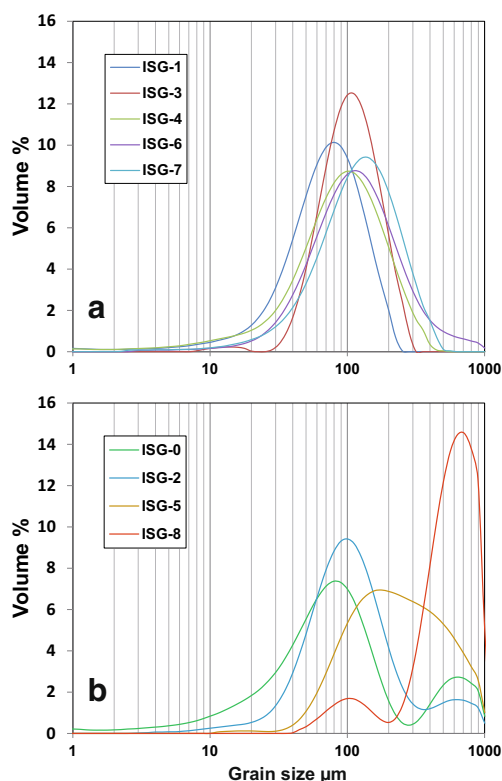 16
14
12
10
8
6
4
2
0
Volume %
ISG-1
ISG-3
ISG-4
ISG-6
ISG-7
a
1 10 100 1000
16
14
12
10
8
6
4
2
0
Volume %
ISG-0
ISG-2
ISG-5
ISG-8
b
1 10 100 1000
Grain size µm